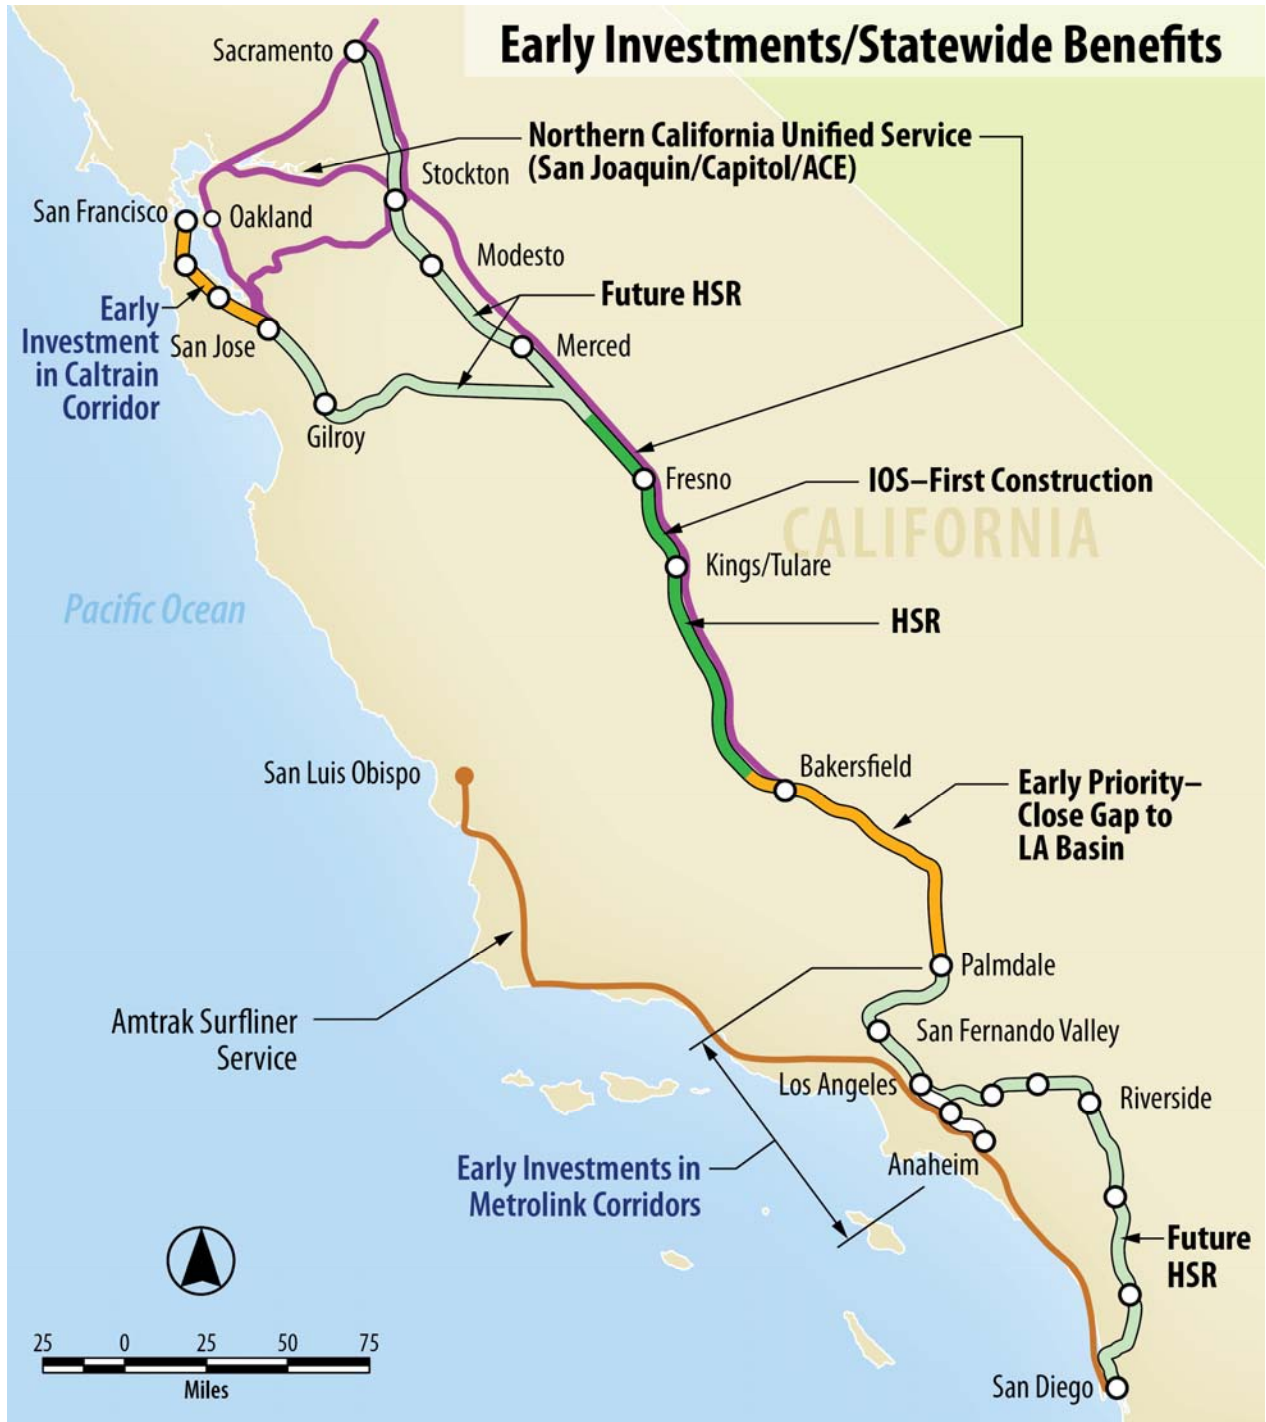 Early Investments/Statewide Benefits
Sacramento
Northern California Unified Service
(San Joaquin/Capitol/ACE)
Stockton
San Francisco
Oakland
Modesto
Future HSR
Early
Investment
in Caltrain
Corridor
San Jose
Merced
Gilroy
Fresno
IOS–First Construction
CALIFORNIA
Kings/Tulare
Pacific Ocean
HSR
San Luis Obispo
Bakersfield
Early Priority–
Close Gap to
LA Basin
Palmdale
Amtrak Surfliner
Service
San Fernando Valley
Los Angeles
Riverside
Anaheim
Early Investments in
Metrolink Corridors
Future
HSR
25 0 25 50 75
Miles
San Diego